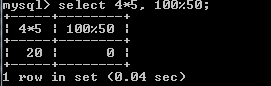 mysql> select 4*5, 100%50;
+-----+--------+
| 4*5 | 100%50 |
+-----+--------+
|  20 |      0 |
+-----+--------+
1 row in set (0.04 sec)